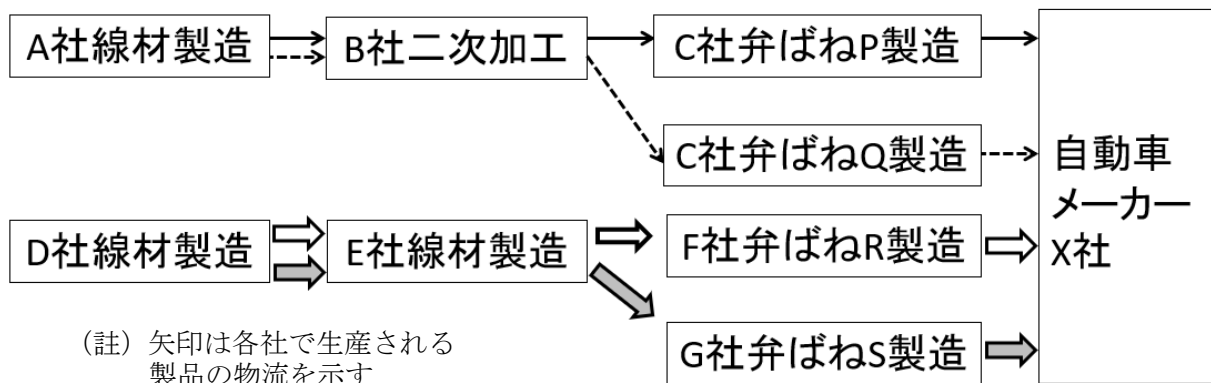 A社線材製造
B社二次加工
C社弁ばねP製造
C社弁ばねQ製造
自動車
メーカー
X社
D社線材製造
E社線材製造
F社弁ばねR製造
G社弁ばねS製造
（註）矢印は各社で生産される
製品の物流を示す